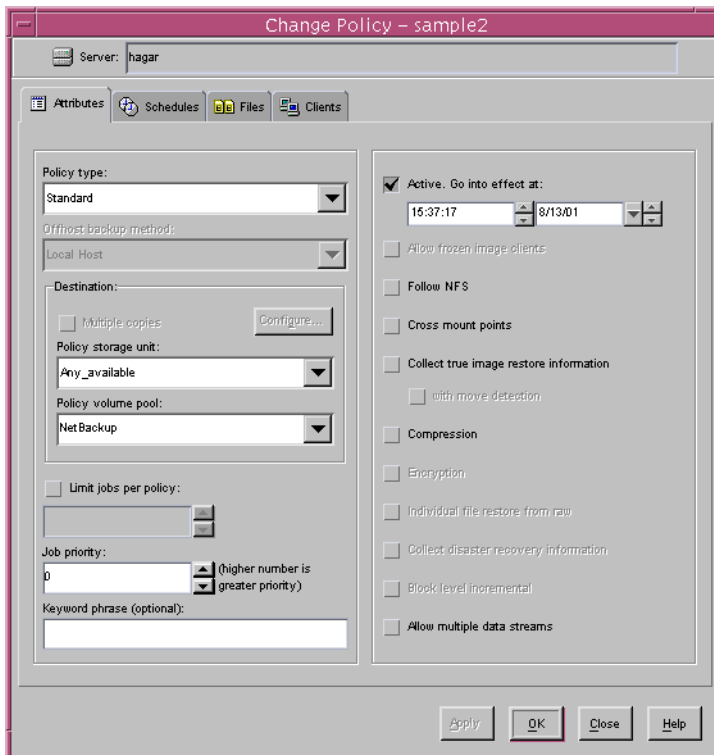 Change Policy – sample2
Server: hagar
Attributes Schedules Files Clients
Policy type:
Standard
Offhost backup method:
Local Host
Destination:
Multiple copies Configure...
Policy storage unit:
Any_available
Policy volume pool:
NetBackup
Limit jobs per policy:
Job priority:
0 (higher number is
greater priority)
Keyword phrase (optional):
Active. Go into effect at:
15:37:17 8/13/01
Allow frozen image clients
Follow NFS
Cross mount points
Collect true image restore information
with move detection
Compression
Encryption
Individual file restore from raw
Collect disaster recovery information
Block level incremental
Allow multiple data streams
Apply OK Close Help